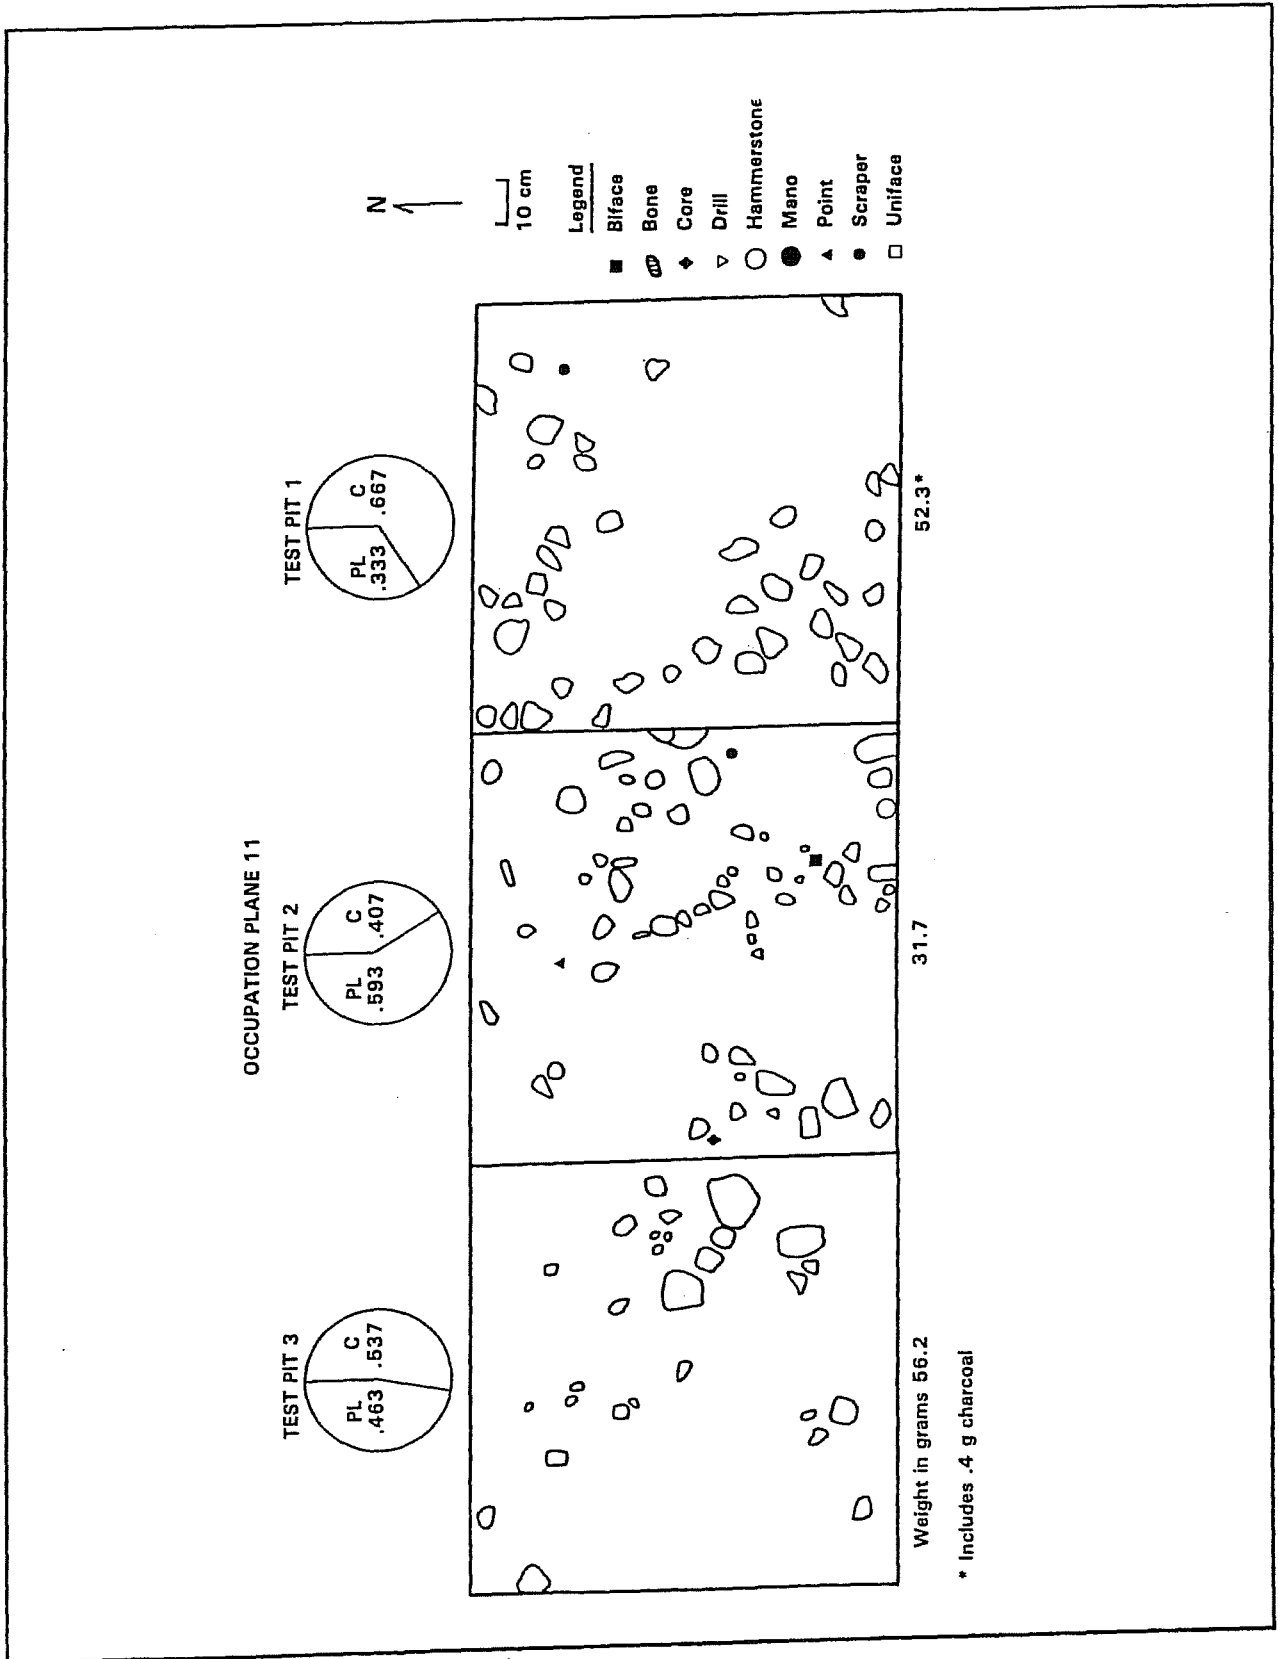 OCCUPATION PLANE 11
TEST PIT 3
TEST PIT 2
TEST PIT 1
PL
.463
C
.537
PL
.593
C
.407
PL
.333
C
.667
N
10 cm
Legend
Biface
Bone
Core
Drill
Hammerstone
Mano
Point
Scraper
Uniface
Weight in grams 56.2
31.7
52.3*
* Includes .4 g charcoal